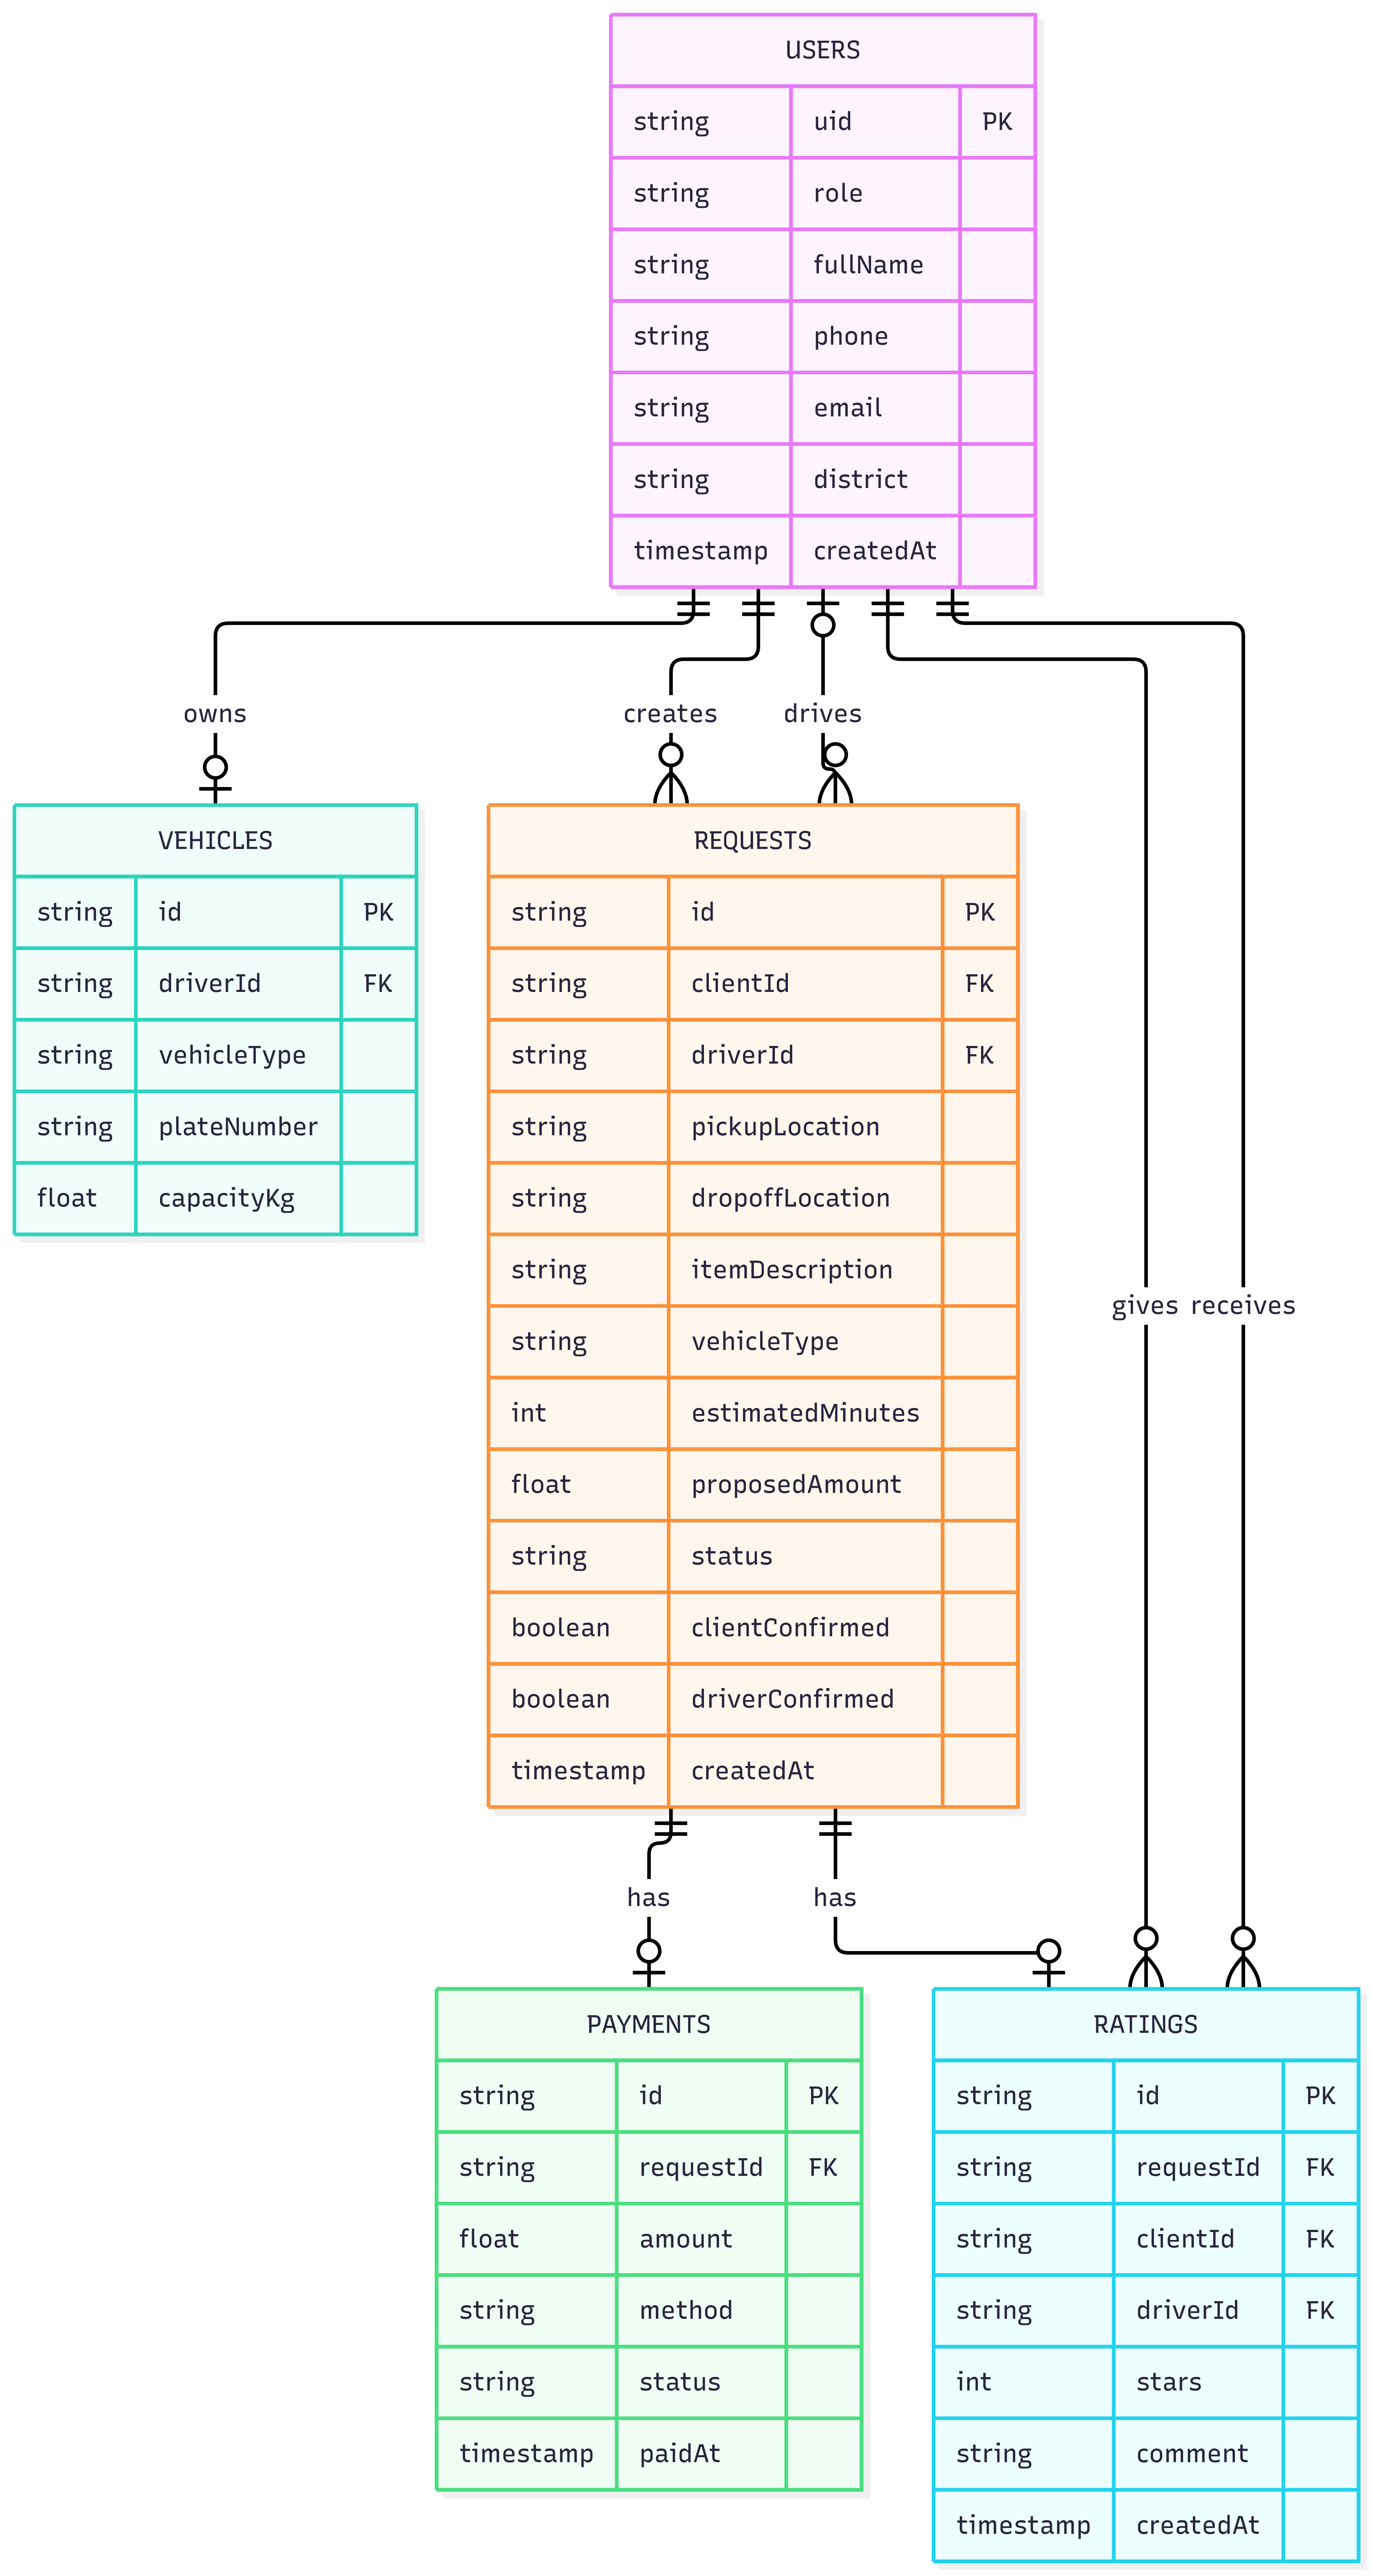 USERS
string uid PK
string role
string fullName
string phone
string email
string district
timestamp createdAt
owns
creates
drives
VEHICLES
string id PK
string driverId FK
string vehicleType
string plateNumber
float capacityKg
REQUESTS
string id PK
string clientId FK
string driverId FK
string pickupLocation
string dropoffLocation
string itemDescription
string vehicleType
int estimatedMinutes
float proposedAmount
string status
boolean clientConfirmed
boolean driverConfirmed
timestamp createdAt
gives
receives
has
has
PAYMENTS
string id PK
string requestId FK
float amount
string method
string status
timestamp paidAt
RATINGS
string id PK
string requestId FK
string clientId FK
string driverId FK
int stars
string comment
timestamp createdAt